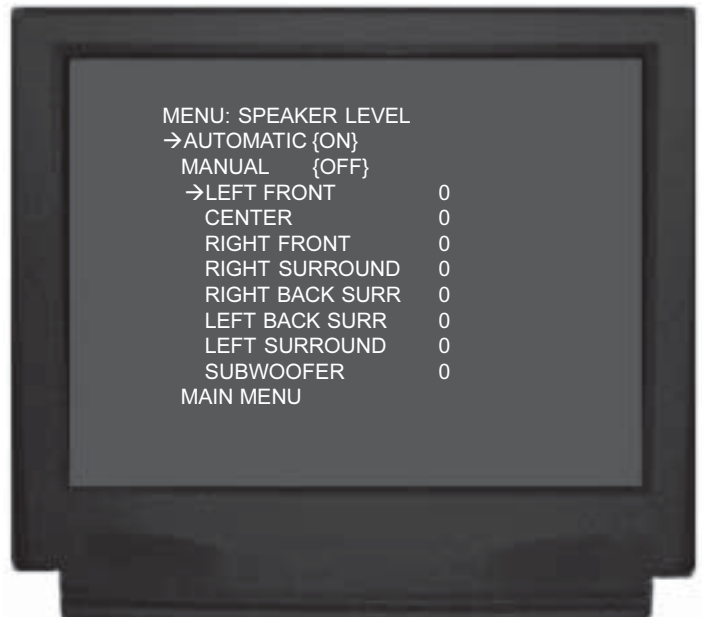 MENU: SPEAKER LEVEL
→AUTOMATIC {ON}
MANUAL {OFF}
→LEFT FRONT 0
CENTER 0
RIGHT FRONT 0
RIGHT SURROUND 0
RIGHT BACK SURR 0
LEFT BACK SURR 0
LEFT SURROUND 0
SUBWOOFER 0
MAIN MENU